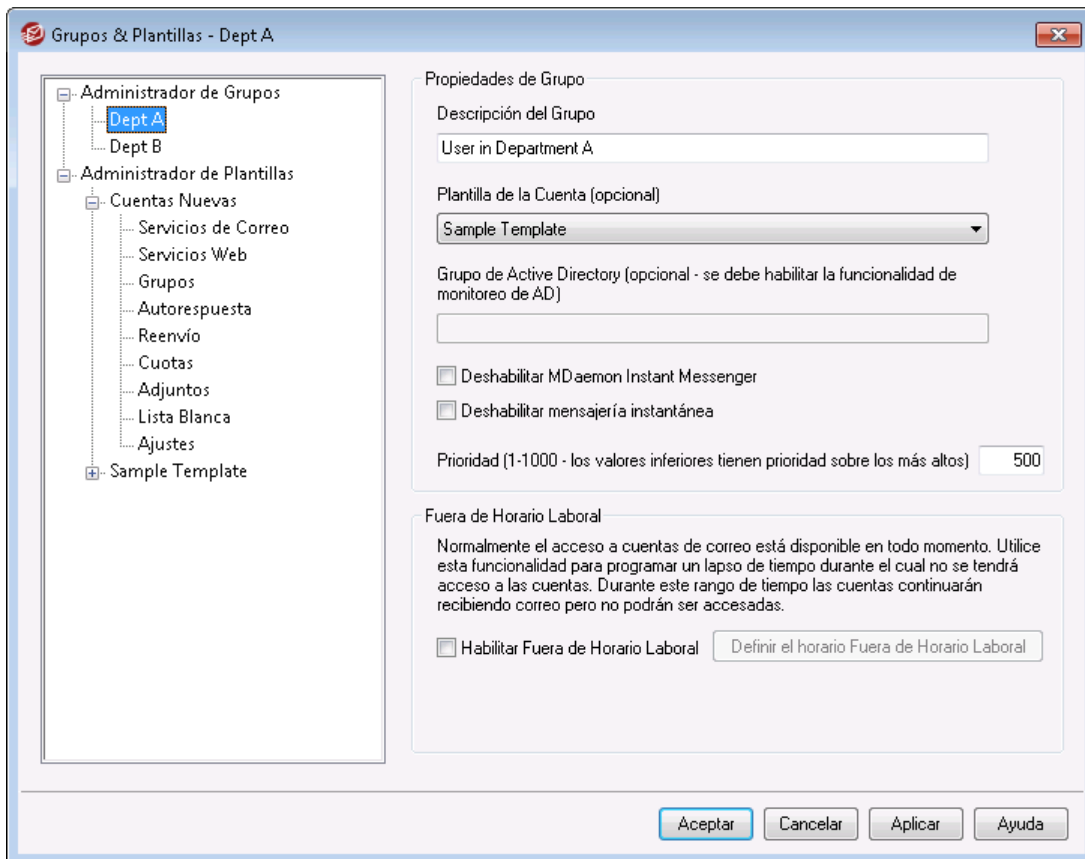 Grupos & Plantillas - Dept A
Administrador de Grupos
Dept A
Dept B
Administrador de Plantillas
Cuentas Nuevas
Servicios de Correo
Servicios Web
Grupos
Autorespuesta
Reenvío
Cuotas
Adjuntos
Lista Blanca
Ajustes
Sample Template
Propiedades de Grupo
Descripción del Grupo
User in Department A
Plantilla de la Cuenta (opcional)
Sample Template
Grupo de Active Directory (opcional - se debe habilitar la funcionalidad de
monitoreo de AD)
Deshabilitar MDaemon Instant Messenger
Deshabilitar mensajería instantánea
Prioridad (1-1000 - los valores inferiores tienen prioridad sobre los más altos) 500
Fuera de Horario Laboral
Normalmente el acceso a cuentas de correo está disponible en todo momento. Utilice
esta funcionalidad para programar un lapso de tiempo durante el cual no se tendrá
acceso a las cuentas. Durante este rango de tiempo las cuentas continuarán
recibiendo correo pero no podrán ser accesadas.
Habilitar Fuera de Horario Laboral Definir el horario Fuera de Horario Laboral
Aceptar Cancelar Aplicar Ayuda